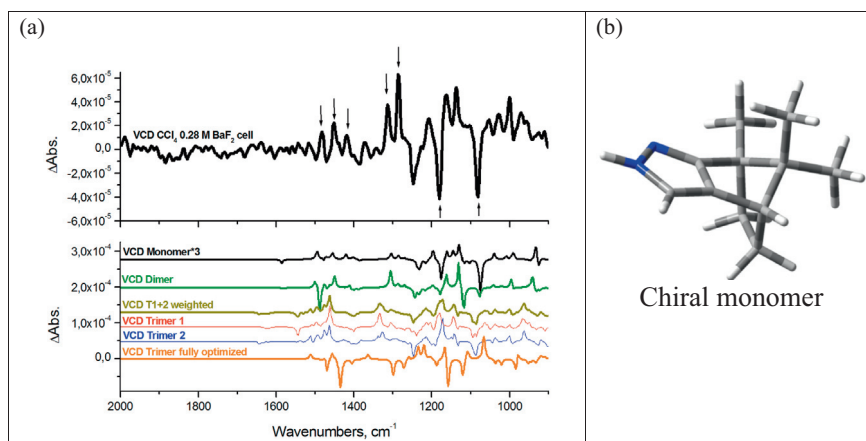 (a)
(b)
6,0x10⁻⁵
4,0x10⁻⁵
2,0x10⁻⁵
0,0
-2,0x10⁻⁵
-4,0x10⁻⁵
-6,0x10⁻⁵
ΔAbs.
VCD CCl₄ 0.28 M BaF₂ cell
3,0x10⁻⁴
2,0x10⁻⁴
1,0x10⁻⁴
0,0
ΔAbs.
VCD Monomer*3
VCD Dimer
VCD T1+2 weighted
VCD Trimer 1
VCD Trimer 2
VCD Trimer fully optimized
2000 1800 1600 1400 1200 1000
Wavenumbers, cm⁻¹
Chiral monomer